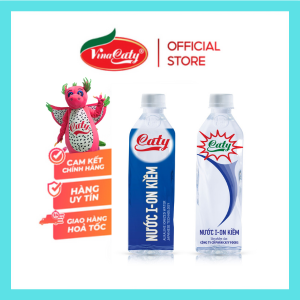 VinaCaty
OFFICIAL
STORE
Caty
CAM KẾT
CHÍNH HÃNG
HÀNG
UY TÍN
GIAO HÀNG
HOẢ TỐC
Caty
NƯỚC I-ON KIỀM
Caty
NƯỚC I-ON KIỀM